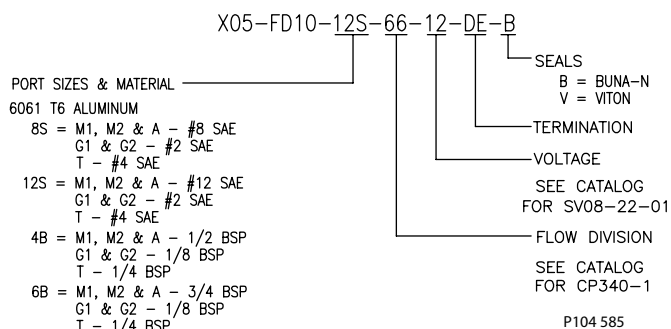 X05-FD10-12S-66-12-DE-B
PORT SIZES & MATERIAL
6061 T6 ALUMINUM
8S = M1, M2 & A - #8 SAE
G1 & G2 - #2 SAE
T - #4 SAE
12S = M1, M2 & A - #12 SAE
G1 & G2 - #2 SAE
T - #4 SAE
4B = M1, M2 & A - 1/2 BSP
G1 & G2 - 1/8 BSP
T - 1/4 BSP
6B = M1, M2 & A - 3/4 BSP
G1 & G2 - 1/8 BSP
T - 1/4 BSP
SEALS
B = BUNA-N
V = VITON
TERMINATION
VOLTAGE
SEE CATALOG
FOR SV08-22-01
FLOW DIVISION
SEE CATALOG
FOR CP340-1
P104 585